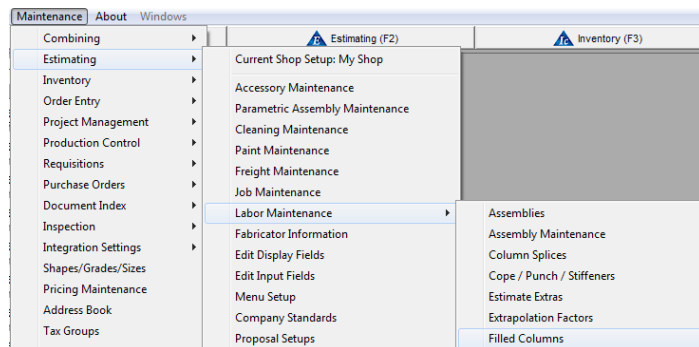 Maintenance About Windows
Combining
Estimating
Inventory
Order Entry
Project Management
Production Control
Requisitions
Purchase Orders
Document Index
Inspection
Integration Settings
Shapes/Grades/Sizes
Pricing Maintenance
Address Book
Tax Groups
E Estimating (F2)
Ic Inventory (F3)
Current Shop Setup: My Shop
Accessory Maintenance
Parametric Assembly Maintenance
Cleaning Maintenance
Paint Maintenance
Freight Maintenance
Job Maintenance
Labor Maintenance
Fabricator Information
Edit Display Fields
Edit Input Fields
Menu Setup
Company Standards
Proposal Setups
Assemblies
Assembly Maintenance
Column Splices
Cope / Punch / Stiffeners
Estimate Extras
Extrapolation Factors
Filled Columns